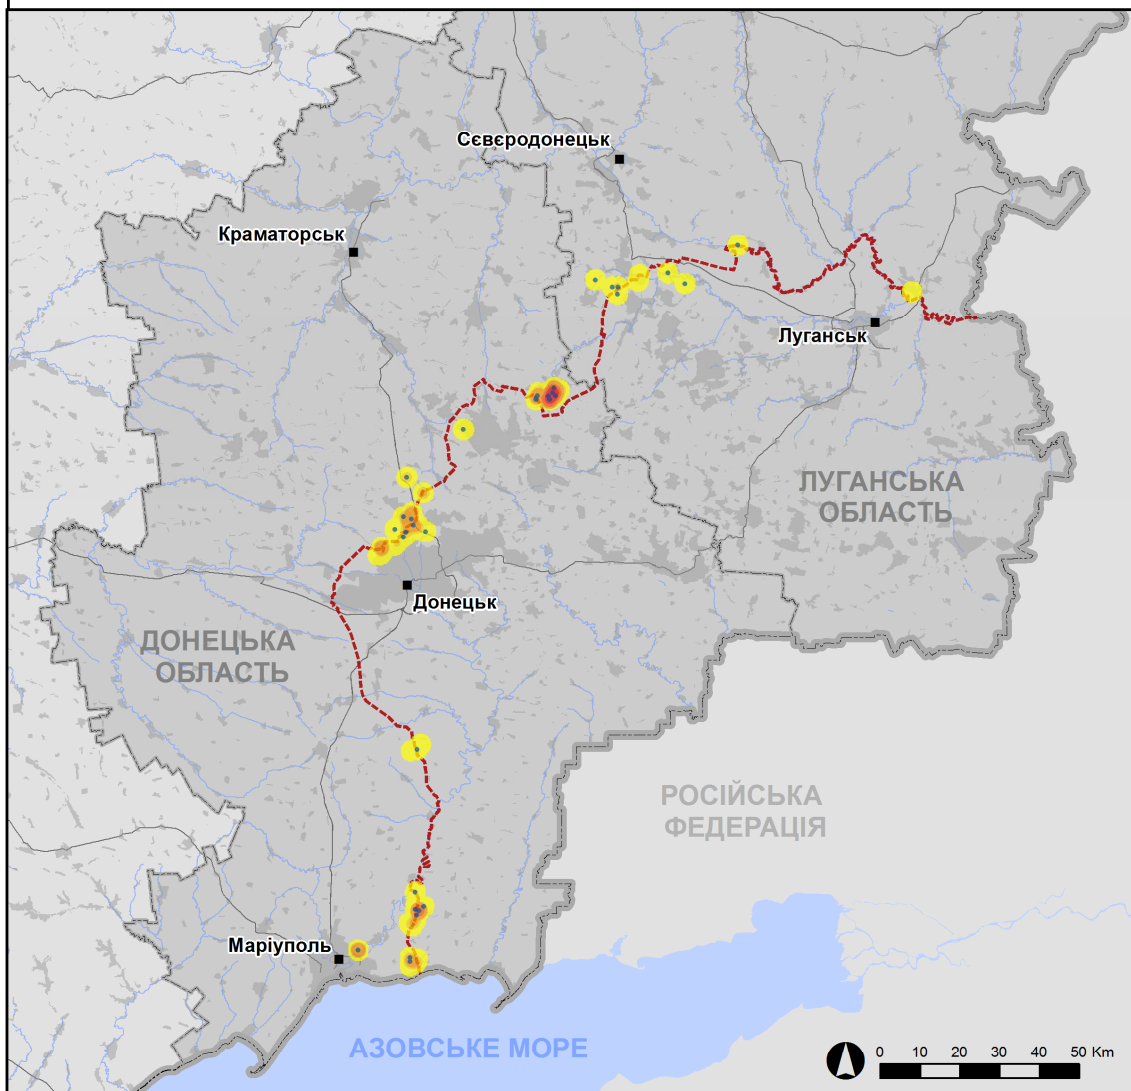 Сєвєродонецьк
Краматорськ
Луганськ
ЛУГАНСЬКА
ОБЛАСТЬ
Донецьк
ДОНЕЦЬКА
ОБЛАСТЬ
РОСІЙСЬКА
ФЕДЕРАЦІЯ
Маріуполь
АЗОВСЬКЕ МОРЕ
0 10 20 30 40 50 Km